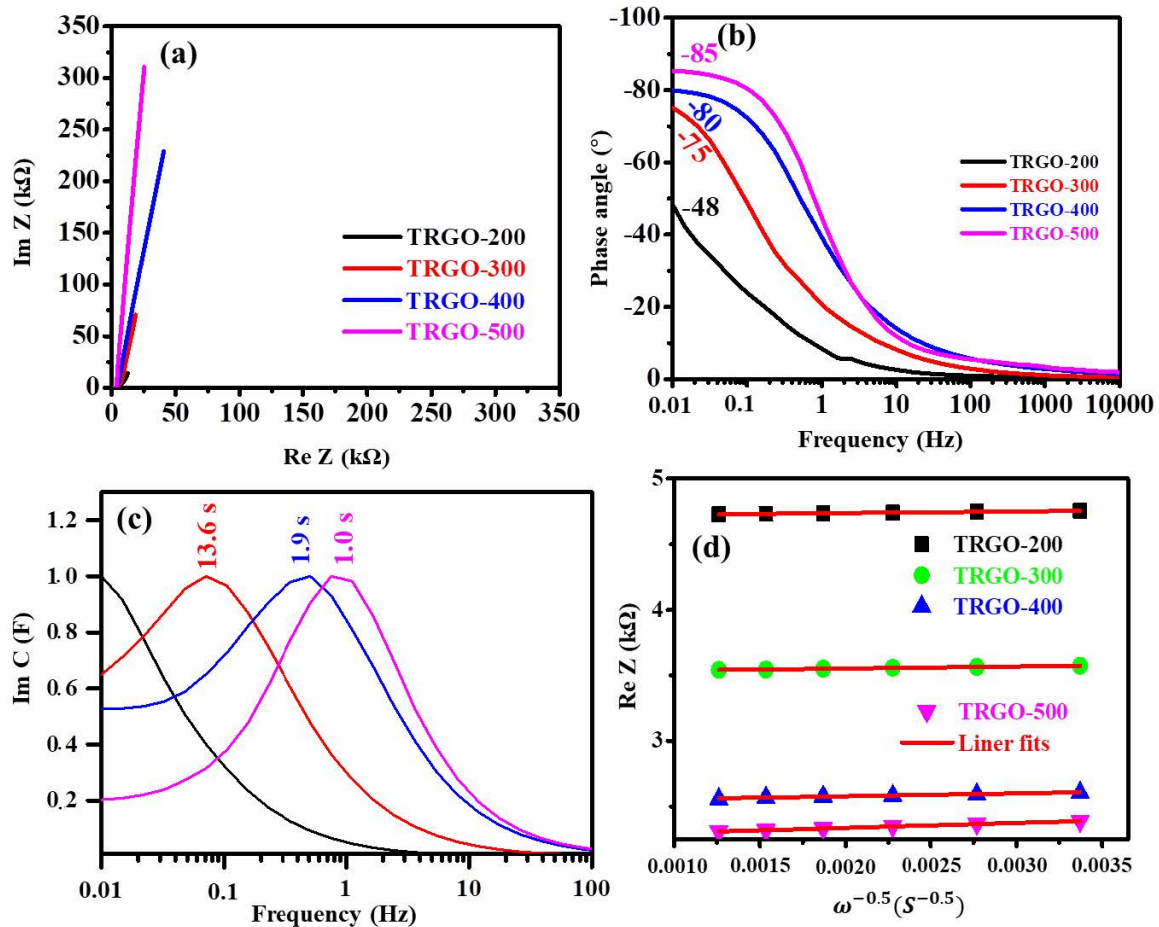 (a)
350
300
250
200
150
100
50
0
Im Z (kΩ)
TRGO-200
TRGO-300
TRGO-400
TRGO-500
0 50 100 150 200 250 300 350
Re Z (kΩ)
(b)
-100
-80
-60
-40
-20
0
Phase angle (°)
-85
-80
-75
-48
TRGO-200
TRGO-300
TRGO-400
TRGO-500
0.01 0.1 1 10 100 1000 10,000
Frequency (Hz)
(c)
1.2
1.0
0.8
0.6
0.4
0.2
Im C (F)
13.6 s
1.9 s
1.0 s
0.01 0.1 1 10 100
Frequency (Hz)
(d)
5
4
3
Re Z (kΩ)
TRGO-200
TRGO-300
TRGO-400
TRGO-500
Liner fits
0.0010 0.0015 0.0020 0.0025 0.0030 0.0035
ω^−0.5(S^−0.5)